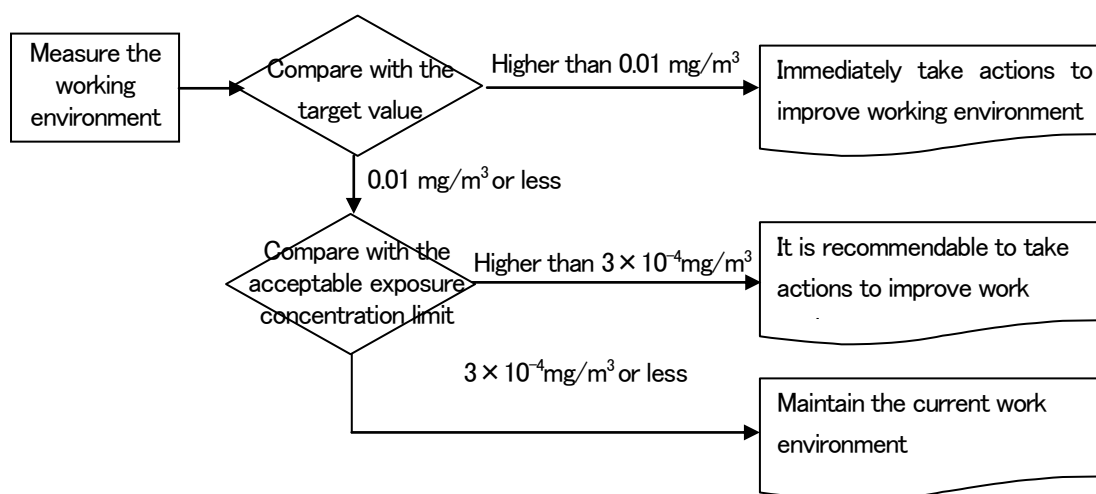 Measure the
working
environment
Compare with the
target value
Higher than 0.01 mg/m³
Immediately take actions to
improve working environment
0.01 mg/m³ or less
Compare with the
acceptable exposure
concentration limit
Higher than 3×10⁻⁴mg/m³
It is recommendable to take
actions to improve work
3×10⁻⁴mg/m³ or less
Maintain the current work
environment